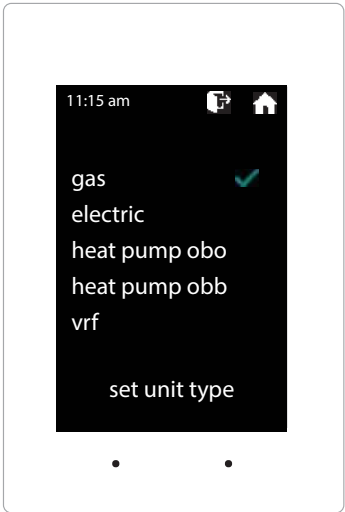 11:15 am
gas
electric
heat pump obo
heat pump obb
vrf
set unit type